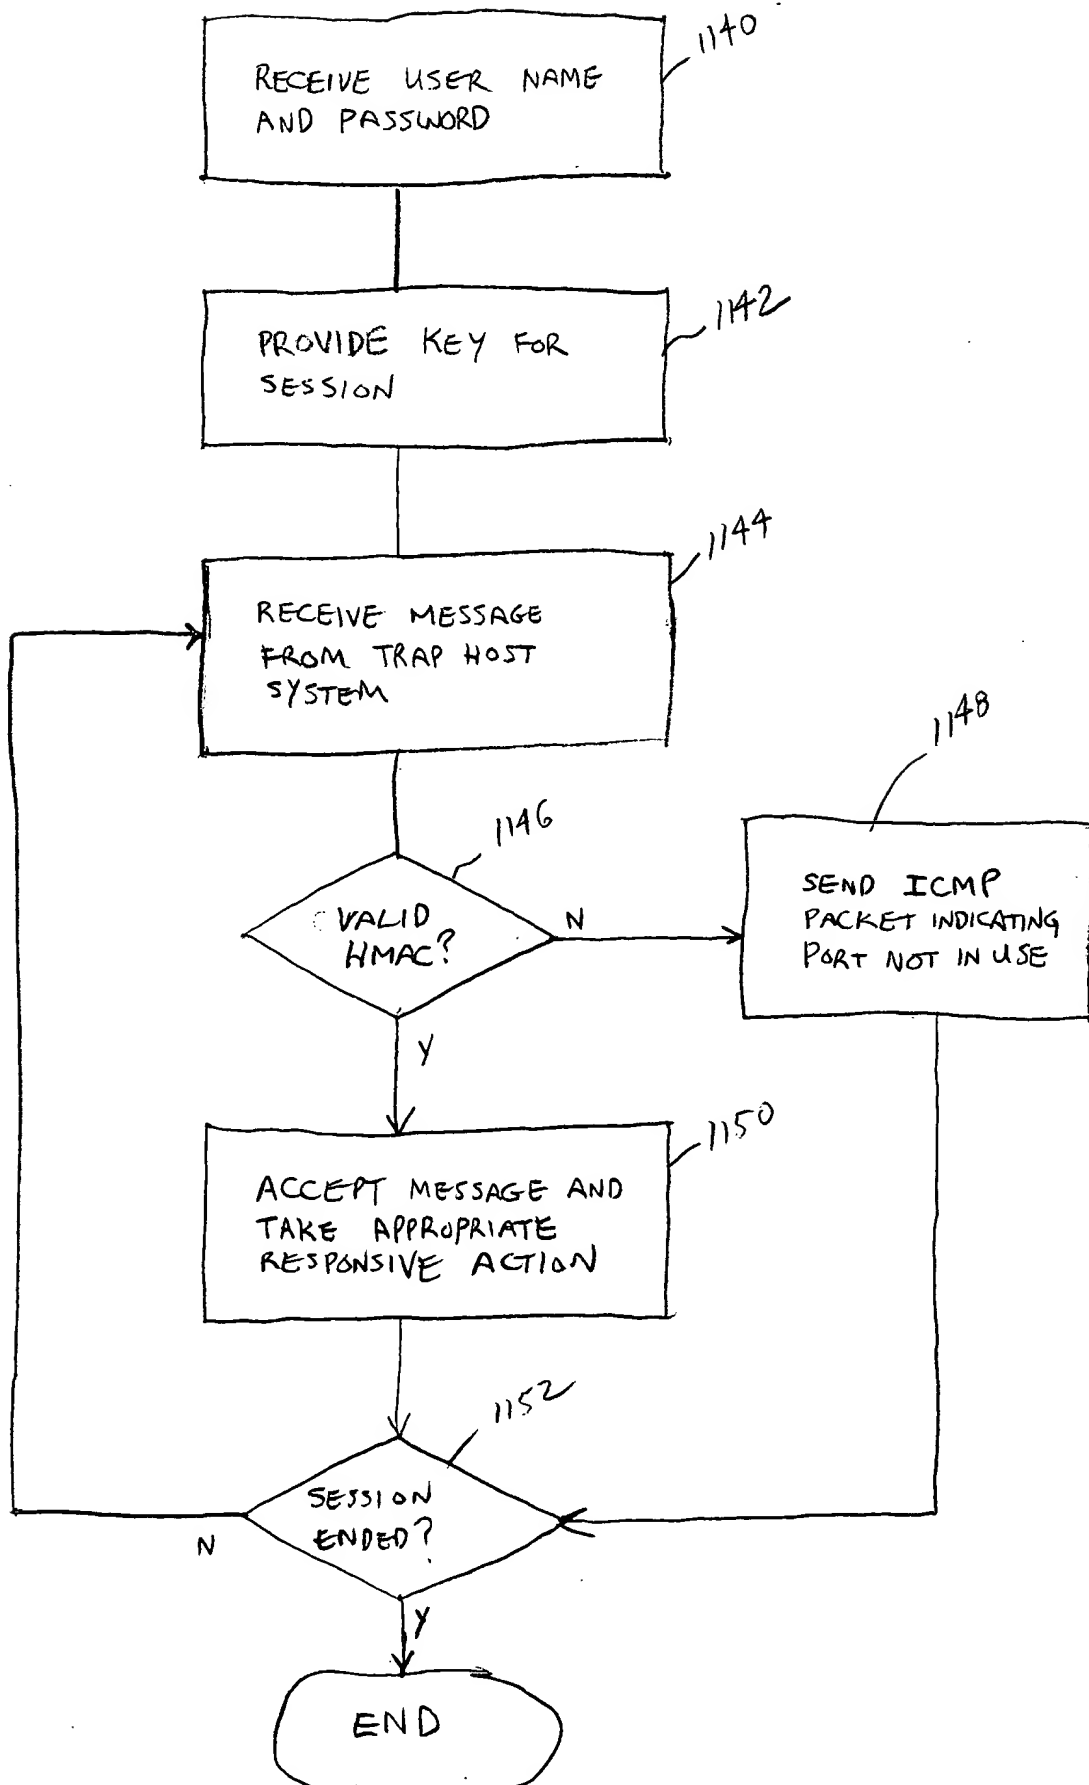 1140
RECEIVE USER NAME
AND PASSWORD
1142
PROVIDE KEY FOR
SESSION
1144
RECEIVE MESSAGE
FROM TRAP HOST
SYSTEM
1146
VALID
HMAC?
N
Y
1148
SEND ICMP
PACKET INDICATING
PORT NOT IN USE
1150
ACCEPT MESSAGE AND
TAKE APPROPRIATE
RESPONSIVE ACTION
1152
SESSION
ENDED?
N
Y
END